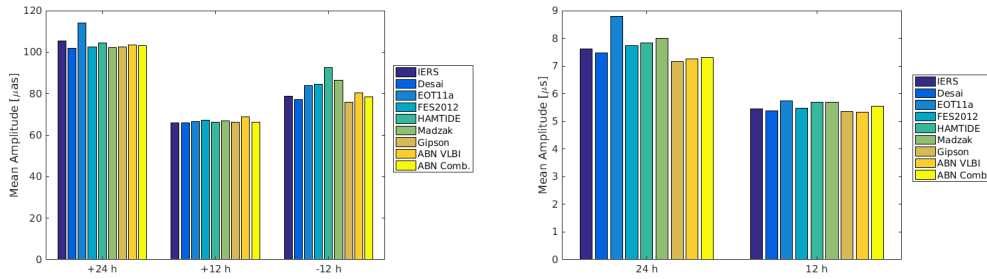 120
100
80
60
40
20
0
Mean Amplitude [μas]
+24 h
+12 h
-12 h
IERS
Desai
EOT11a
FES2012
HAMTIDE
Madzak
Gipson
ABN VLBI
ABN Comb.
9
8
7
6
5
4
3
2
1
0
Mean Amplitude [μs]
24 h
12 h
IERS
Desai
EOT11a
FES2012
HAMTIDE
Madzak
Gipson
ABN VLBI
ABN Comb